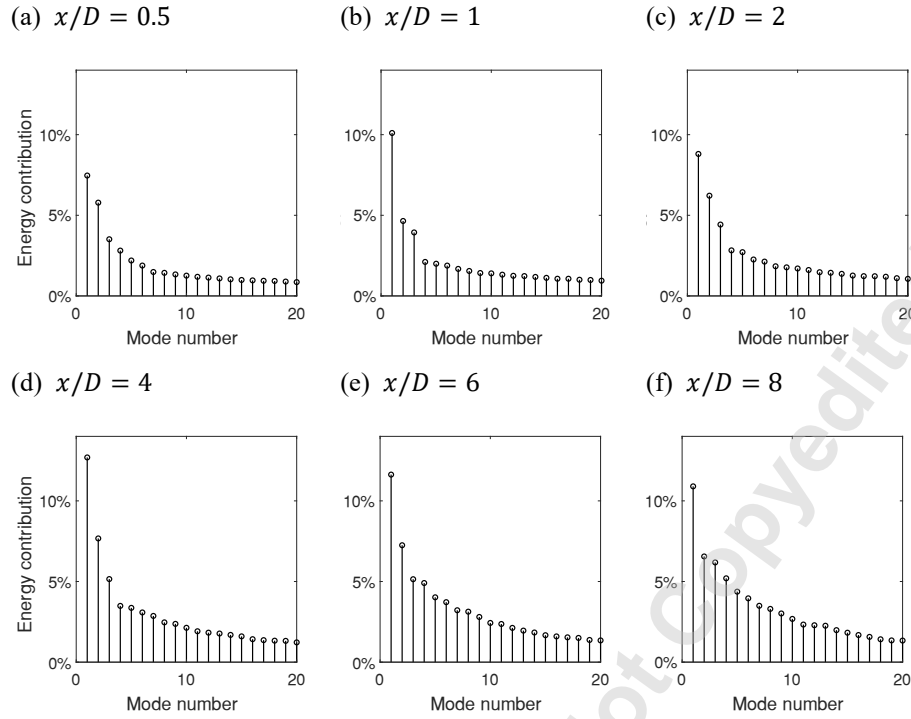 (a) x/D = 0.5
(b) x/D = 1
(c) x/D = 2
Energy contribution
10%
5%
0%
0
10
20
Mode number
10%
5%
0%
0
10
20
Mode number
10%
5%
0%
0
10
20
Mode number
(d) x/D = 4
(e) x/D = 6
(f) x/D = 8
Energy contribution
10%
5%
0%
0
10
20
Mode number
10%
5%
0%
0
10
20
Mode number
10%
5%
0%
0
10
20
Mode number
ot Copyedite